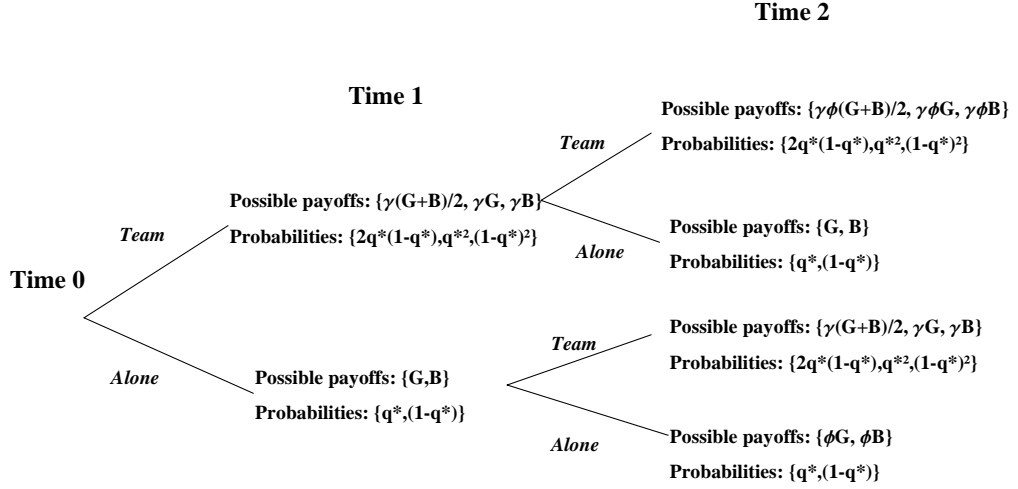 Time 2
Time 1
Possible payoffs: {γϕ(G+B)/2, γϕG, γϕB}
Team
Probabilities: {2q*(1-q*),q*²,(1-q*)²}
Possible payoffs: {γ(G+B)/2, γG, γB}
Team
Probabilities: {2q*(1-q*),q*²,(1-q*)²}
Possible payoffs: {G, B}
Alone
Probabilities: {q*,(1-q*)}
Time 0
Possible payoffs: {γ(G+B)/2, γG, γB}
Team
Probabilities: {2q*(1-q*),q*²,(1-q*)²}
Alone
Possible payoffs: {G,B}
Probabilities: {q*,(1-q*)}
Possible payoffs: {ϕG, ϕB}
Alone
Probabilities: {q*,(1-q*)}